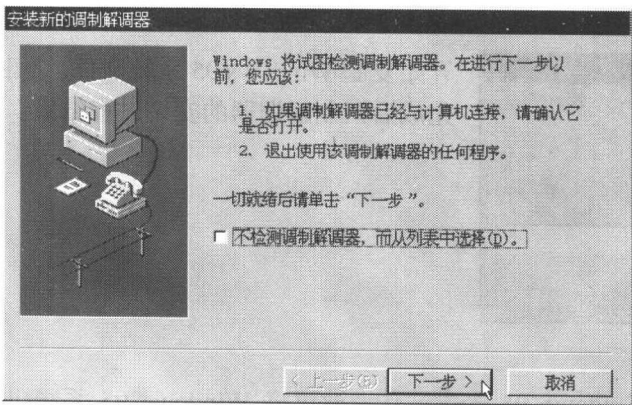 安装新的调制解调器
Windows 将试图检测调制解调器。在进行下一步以
前，您应该：
1. 如果调制解调器已经与计算机连接，请确认它
是否打开。
2. 退出使用该调制解调器的任何程序。
一切就绪后请单击“下一步”。
不检测调制解调器，而从列表中选择(D)。
< 上一步(B)
下一步 >
取消